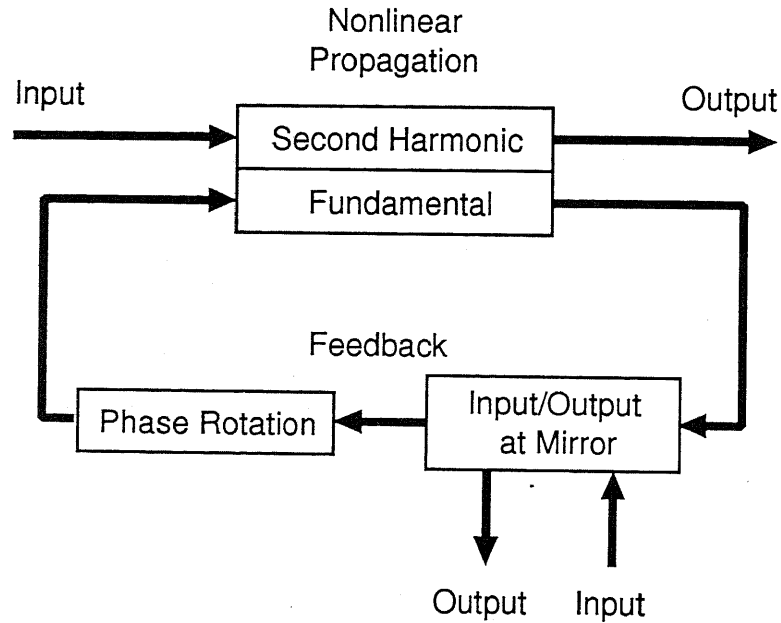 Nonlinear
Propagation
Input
Output
Second Harmonic
Fundamental
Feedback
Phase Rotation
Input/Output
at Mirror
Output
Input